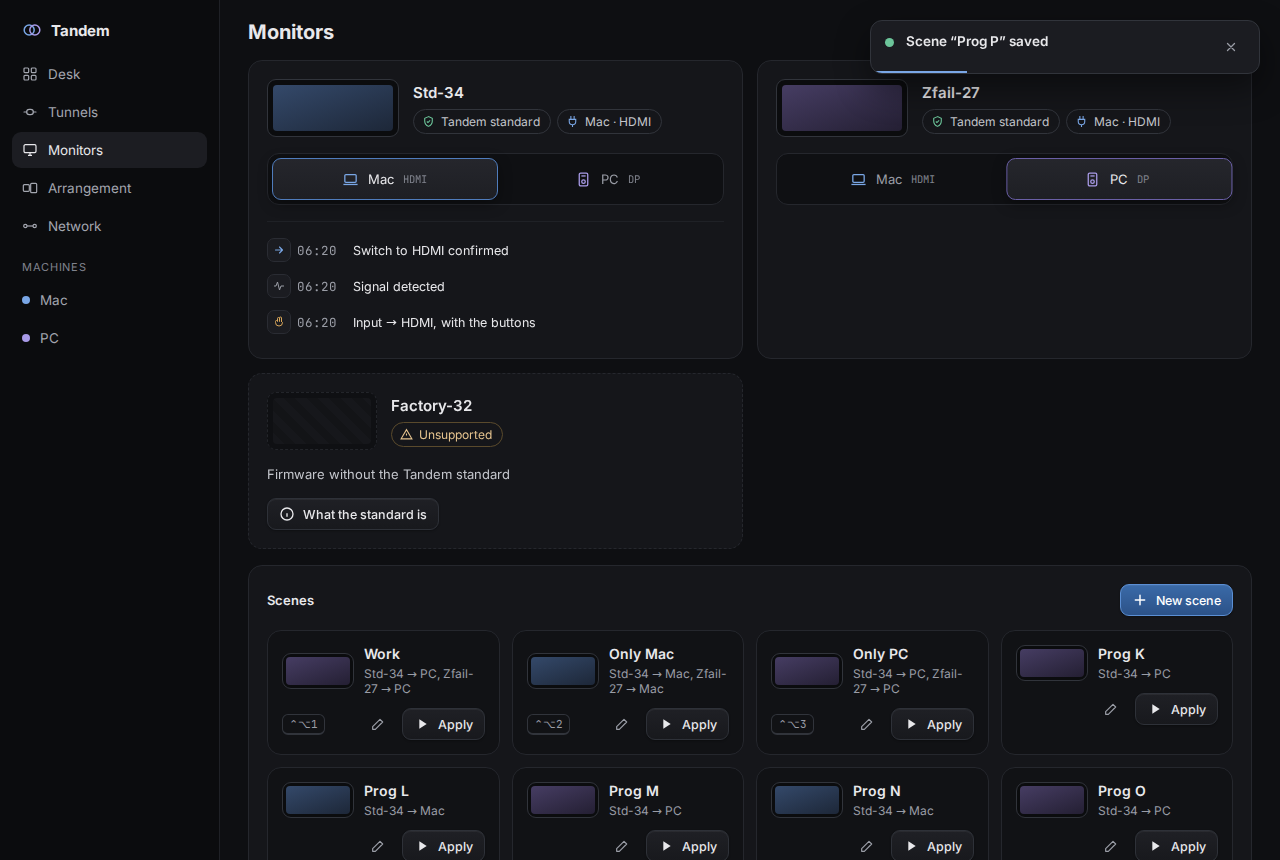 Tandem
Desk
Tunnels
Monitors
Arrangement
Network
MACHINES
Mac
PC
Monitors
Scene “Prog P” saved
Std-34
Tandem standard
Mac · HDMI
Mac HDMI
PC DP
06:20 Switch to HDMI confirmed
06:20 Signal detected
06:20 Input → HDMI, with the buttons
Zfail-27
Tandem standard
Mac · HDMI
Mac HDMI
PC DP
Factory-32
Unsupported
Firmware without the Tandem standard
What the standard is
Scenes
New scene
Work
Std-34 → PC, Zfail-
27 → PC
⌃⌥1
Apply
Only Mac
Std-34 → Mac, Zfail-
27 → Mac
⌃⌥2
Apply
Only PC
Std-34 → PC, Zfail-
27 → PC
⌃⌥3
Apply
Prog K
Std-34 → PC
Apply
Prog L
Std-34 → Mac
Apply
Prog M
Std-34 → PC
Apply
Prog N
Std-34 → Mac
Apply
Prog O
Std-34 → PC
Apply